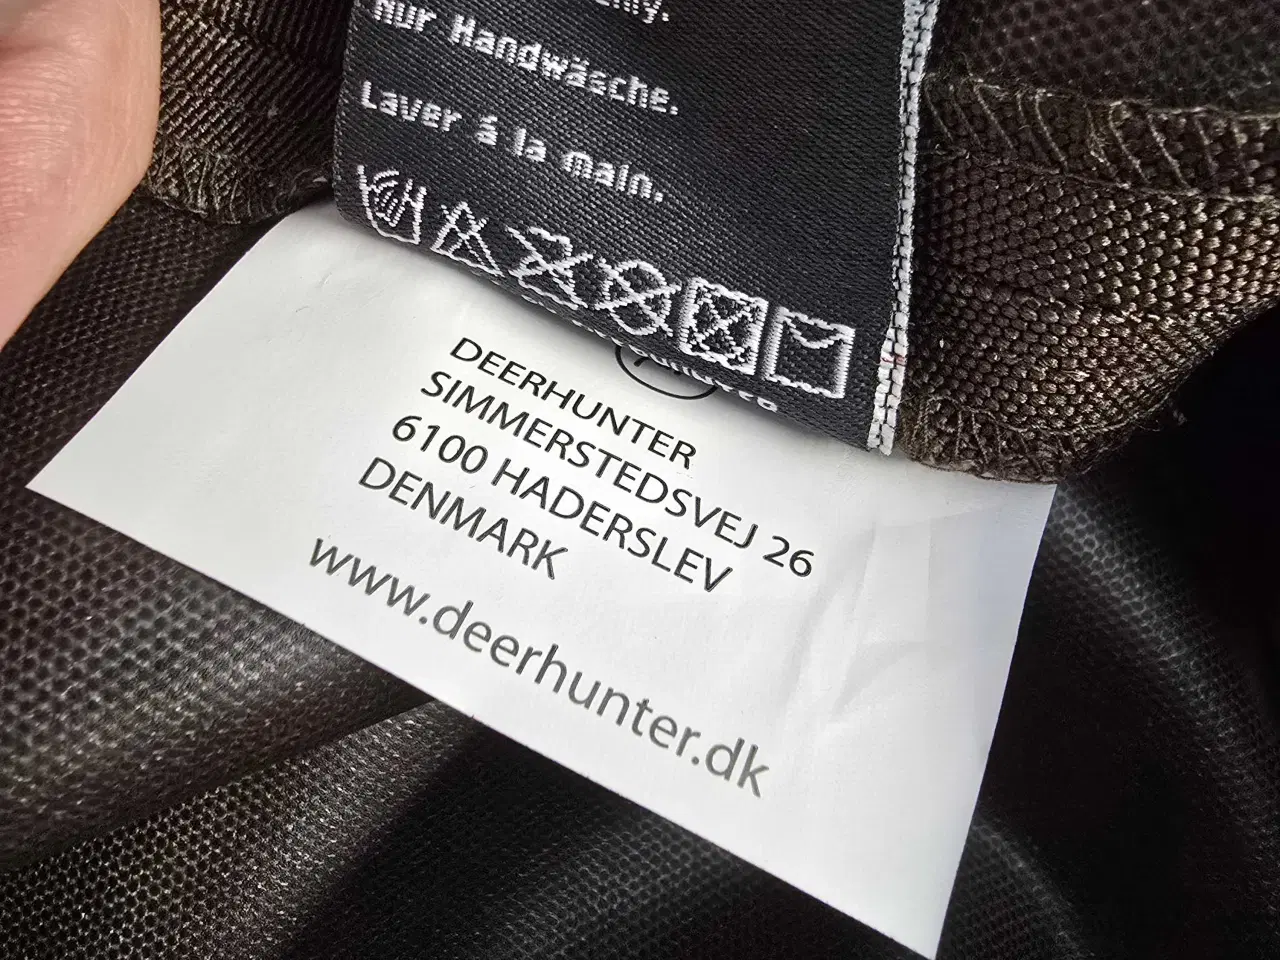 nur Handwäsche.
Laver á la main.
DEERHUNTER
SIMMERSTEDSVEJ 26
6100 HADERSLEV
DENMARK
www.deerhunter.dk